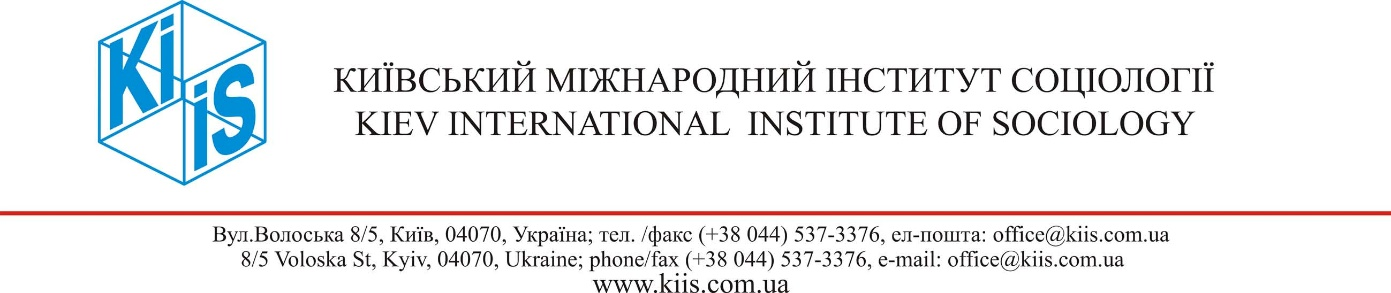 Ki
iS
КИЇВСЬКИЙ МІЖНАРОДНИЙ ІНСТИТУТ СОЦІОЛОГІЇ
KIEV INTERNATIONAL INSTITUTE OF SOCIOLOGY
Вул.Волоська 8/5, Київ, 04070, Україна; тел. /факс (+38 044) 537-3376, ел-пошта: office@kiis.com.ua
8/5 Voloska St, Kyiv, 04070, Ukraine; phone/fax (+38 044) 537-3376, e-mail: office@kiis.com.ua
www.kiis.com.ua